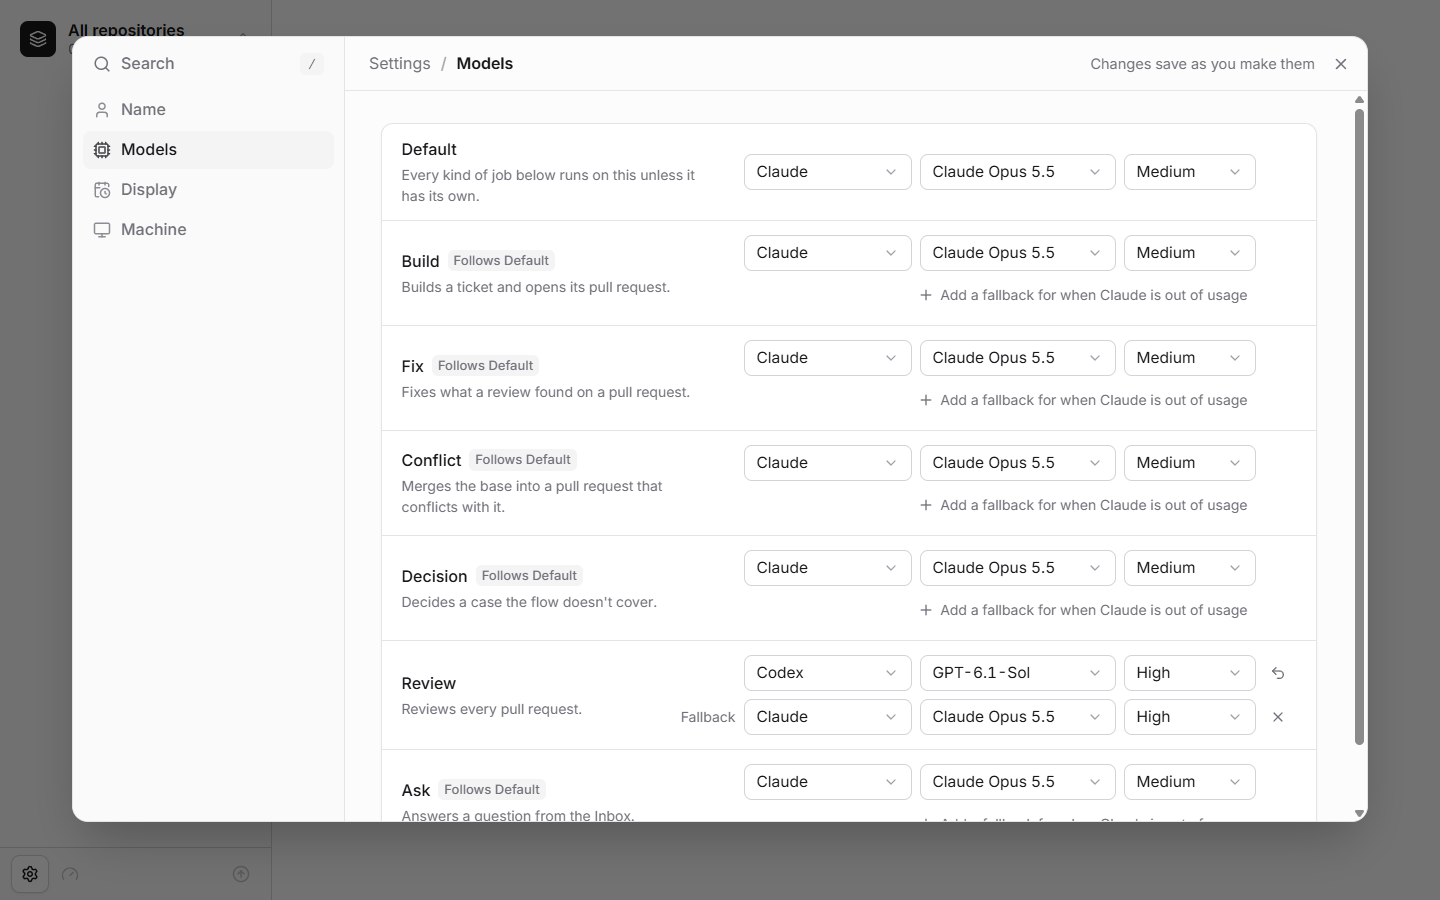 All repositories
Search /
Settings / Models
Changes save as you make them
Name
Models
Display
Machine
Default
Every kind of job below runs on this unless it
has its own.
Claude Claude Opus 5.5 Medium
Build Follows Default
Builds a ticket and opens its pull request.
Claude Claude Opus 5.5 Medium
Add a fallback for when Claude is out of usage
Fix Follows Default
Fixes what a review found on a pull request.
Claude Claude Opus 5.5 Medium
Add a fallback for when Claude is out of usage
Conflict Follows Default
Merges the base into a pull request that
conflicts with it.
Claude Claude Opus 5.5 Medium
Add a fallback for when Claude is out of usage
Decision Follows Default
Decides a case the flow doesn't cover.
Claude Claude Opus 5.5 Medium
Add a fallback for when Claude is out of usage
Review
Reviews every pull request.
Codex GPT-6.1-Sol High
Fallback Claude Claude Opus 5.5 High
Ask Follows Default
Answers a question from the Inbox.
Claude Claude Opus 5.5 Medium